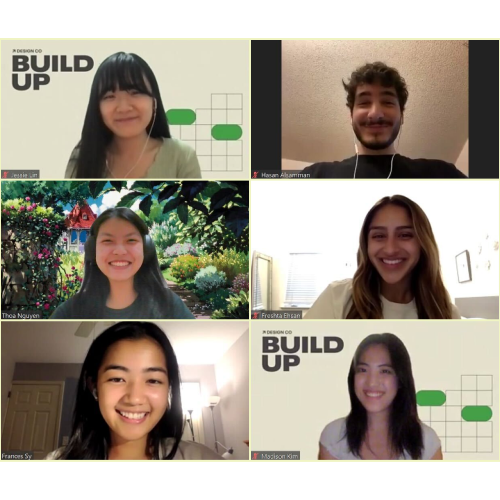 DESIGN CO
BUILD
UP
Jessie Lin
Hasan Alhamman
Thoa Nguyen
Freshta Ehsan
Frances Sy
DESIGN CO
BUILD
UP
Madison Kim